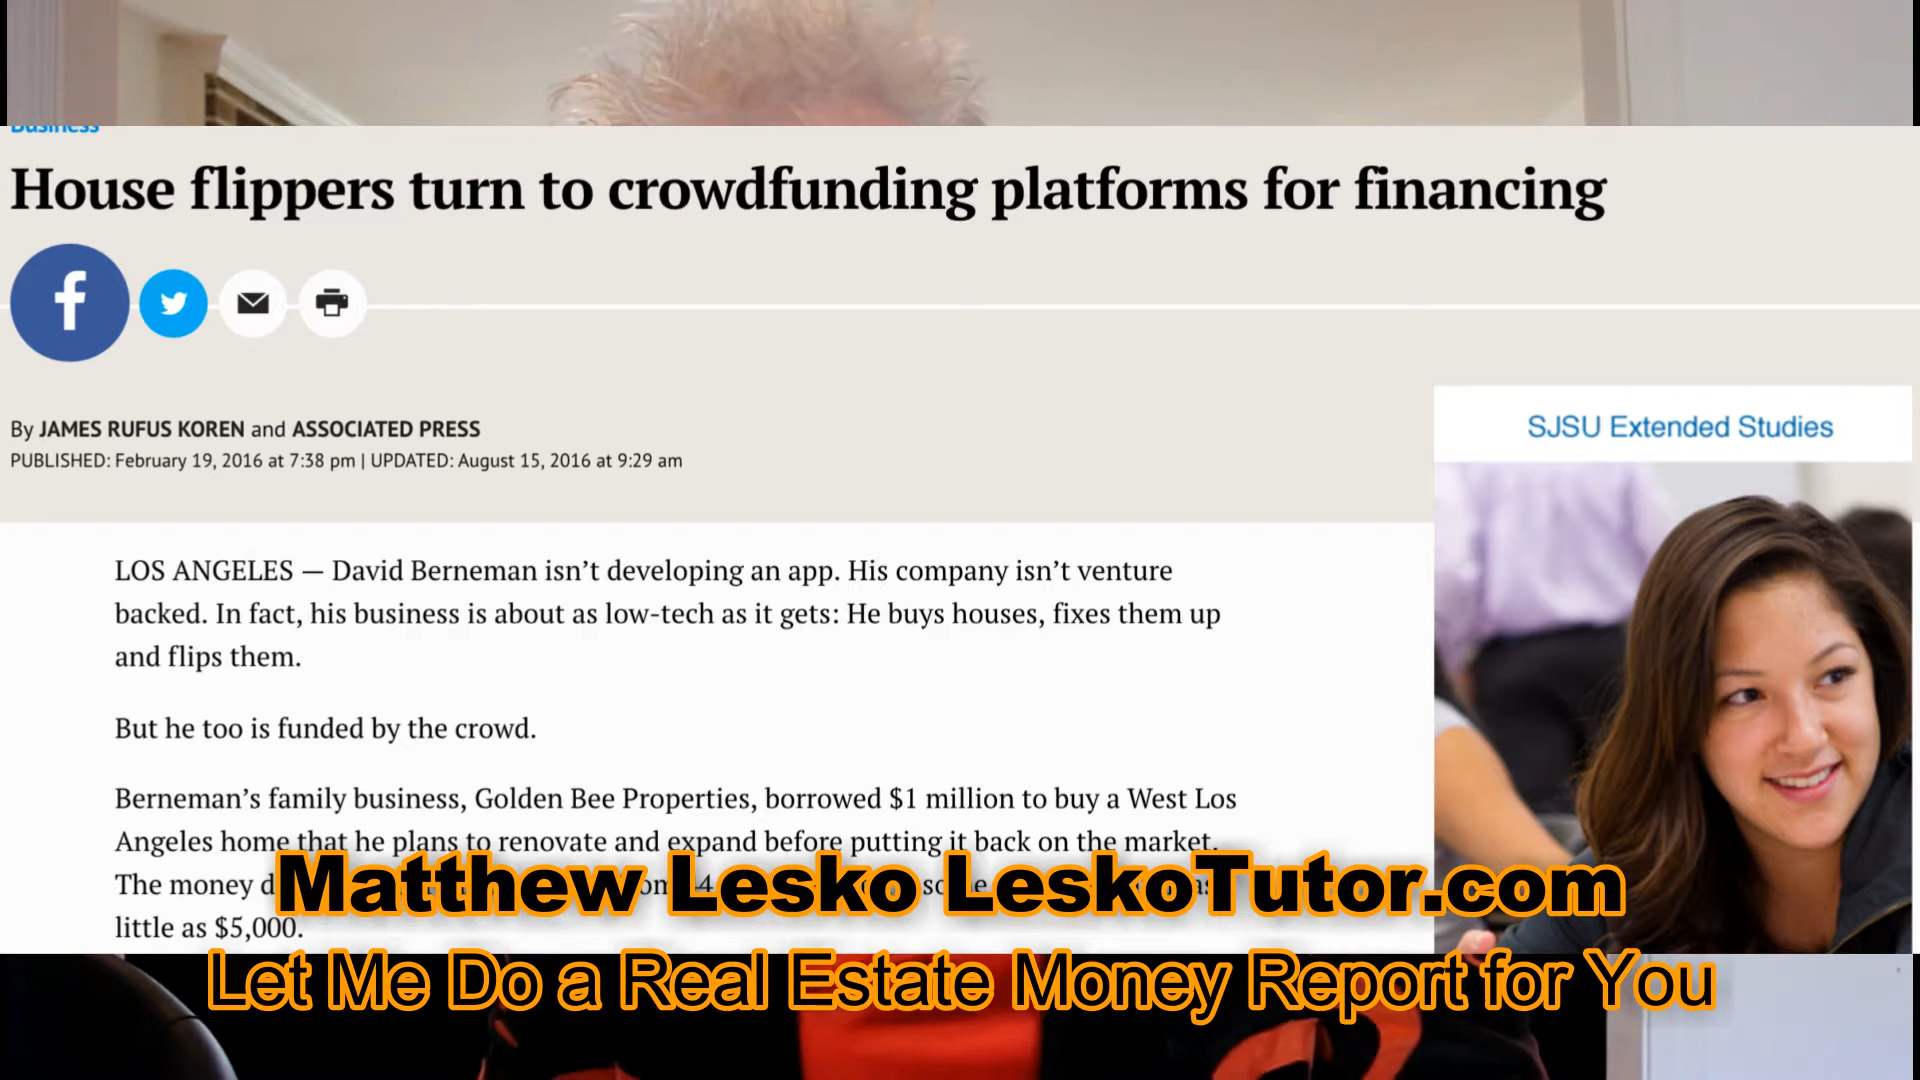 Business
House flippers turn to crowdfunding platforms for financing
By JAMES RUFUS KOREN and ASSOCIATED PRESS
PUBLISHED: February 19, 2016 at 7:38 pm | UPDATED: August 15, 2016 at 9:29 am
SJSU Extended Studies
LOS ANGELES — David Berneman isn’t developing an app. His company isn’t venture
backed. In fact, his business is about as low-tech as it gets: He buys houses, fixes them up
and flips them.
But he too is funded by the crowd.
Berneman’s family business, Golden Bee Properties, borrowed $1 million to buy a West Los
Angeles home that he plans to renovate and expand before putting it back on the market.
The money
little as $5,000.
Matthew Lesko LeskoTutor.com
Let Me Do a Real Estate Money Report for You